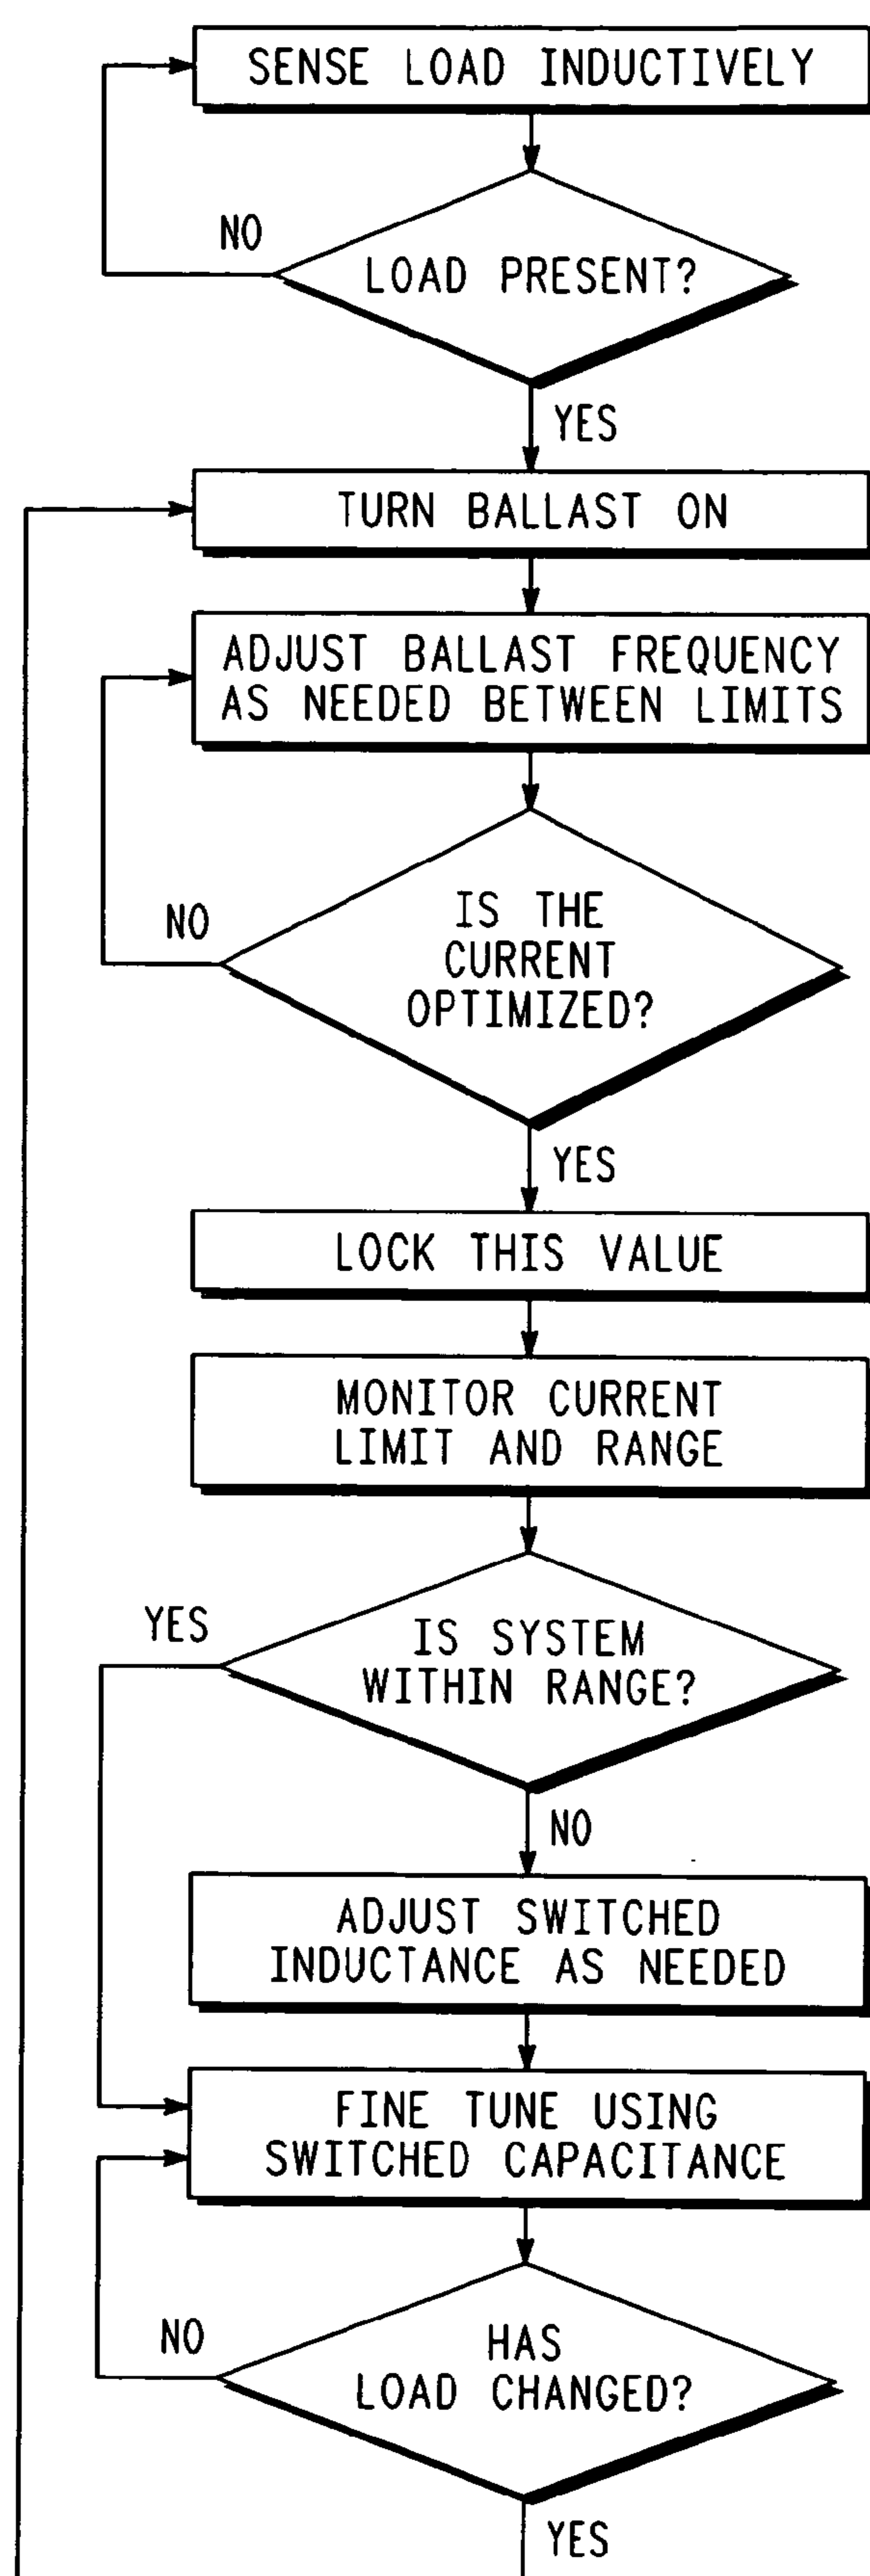 SENSE LOAD INDUCTIVELY
NO
LOAD PRESENT?
YES
TURN BALLAST ON
ADJUST BALLAST FREQUENCY
AS NEEDED BETWEEN LIMITS
NO
IS THE
CURRENT
OPTIMIZED?
YES
LOCK THIS VALUE
MONITOR CURRENT
LIMIT AND RANGE
YES
IS SYSTEM
WITHIN RANGE?
NO
ADJUST SWITCHED
INDUCTANCE AS NEEDED
FINE TUNE USING
SWITCHED CAPACITANCE
NO
HAS
LOAD CHANGED?
YES